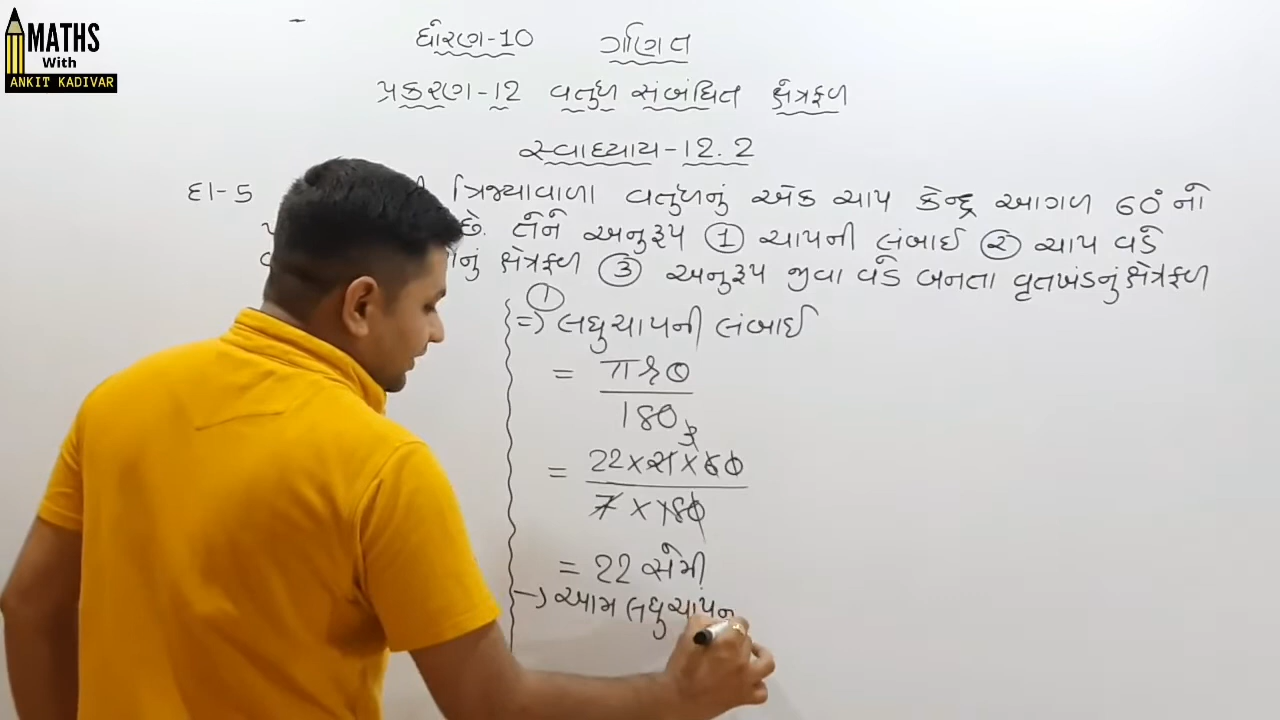 MATHS
With
ANKIT KADIVAR
ધોરણ-10 ગણિત
પ્રકરણ-12 વર્તુળ સંબંધિત ક્ષેત્રફળ
સ્વાધ્યાય-12.2
દા-5 ત્રિજ્યાવાળા વર્તુળનું એક ચાપ કેન્દ્ર આગળ 60° નો
છે. તેને અનુરૂપ ① ચાપની લંબાઈ ② ચાપ વડે
ક્ષેત્રફળ ③ અનુરૂપ જીવા વડે બનતા વૃતખંડનું ક્ષેત્રફળ
①
=> લઘુચાપની લંબાઈ
= πrθ
180
3
= 22×21×60
7×180
= 22 સેમી
→ આમ લઘુચાપન